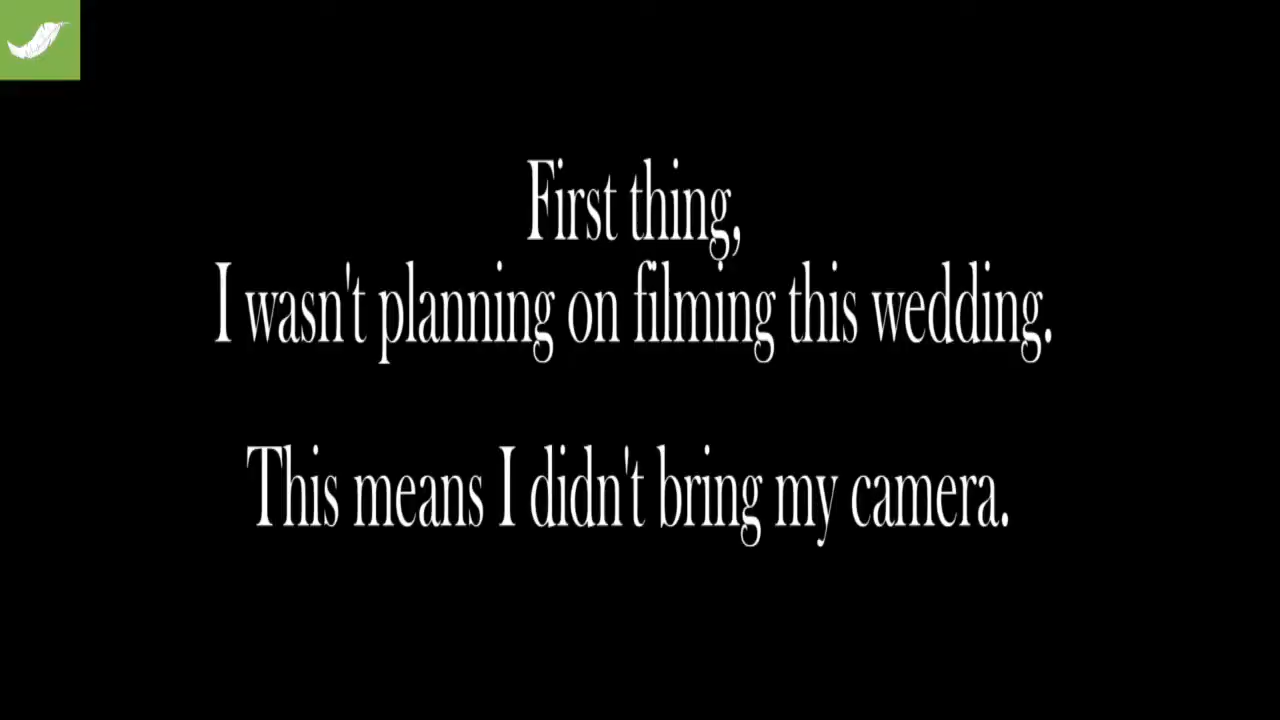 First thing,
I wasn't planning on filming this wedding.
This means I didn't bring my camera.